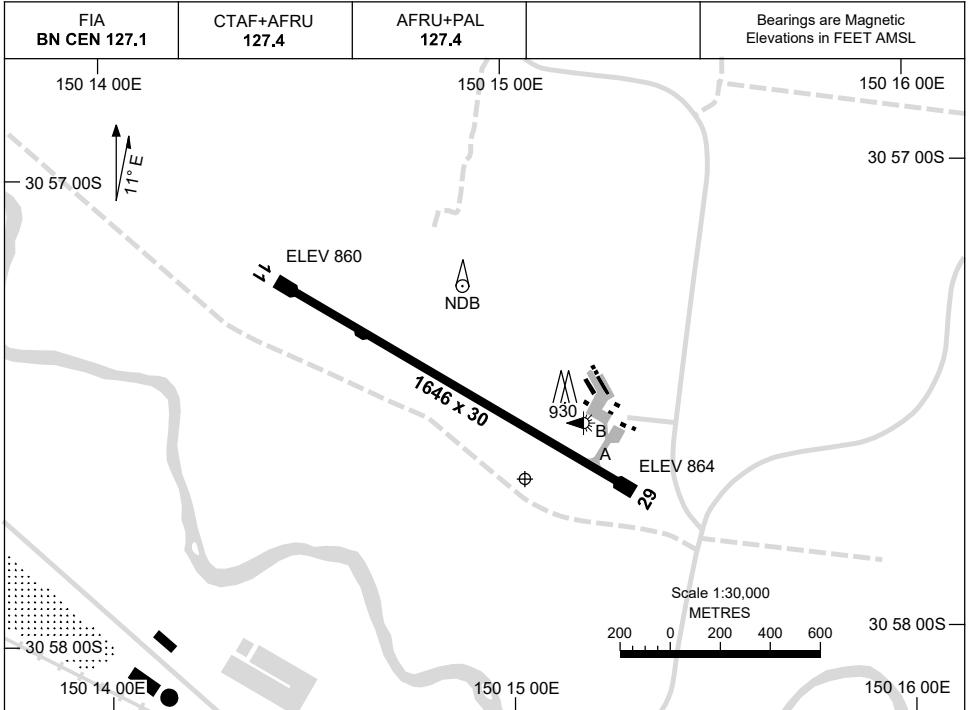 FIA
BN CEN 127.1
CTAF+AFRU
127.4
AFRU+PAL
127.4
Bearings are Magnetic
Elevations in FEET AMSL
150 14 00E
150 15 00E
150 16 00E
11° E
30 57 00S
30 57 00S
11
ELEV 860
NDB
1646 x 30
930
B
A
ELEV 864
29
Scale 1:30,000
METRES
200 0 200 400 600
30 58 00S
30 58 00S
150 14 00E
150 15 00E
150 16 00E